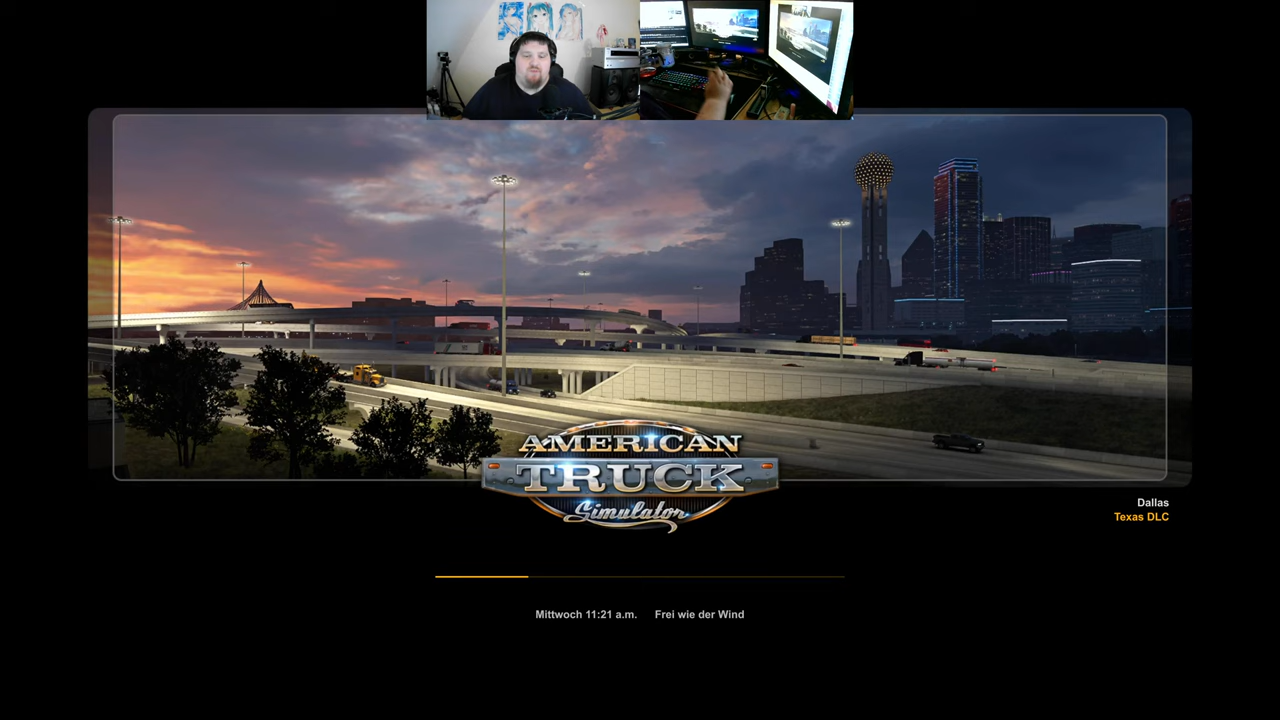 AMERICAN
TRUCK
Simulator
Dallas
Texas DLC
Mittwoch 11:21 a.m. Frei wie der Wind